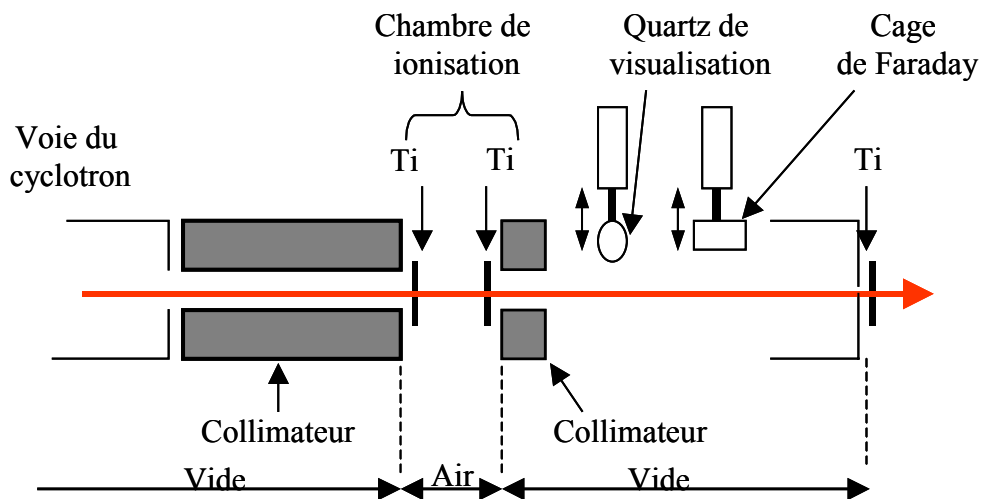 Chambre de
ionisation
Quartz de
visualisation
Cage
de Faraday
Voie du
cyclotron
Ti
Ti
Ti
Collimateur
Collimateur
Vide
Air
Vide